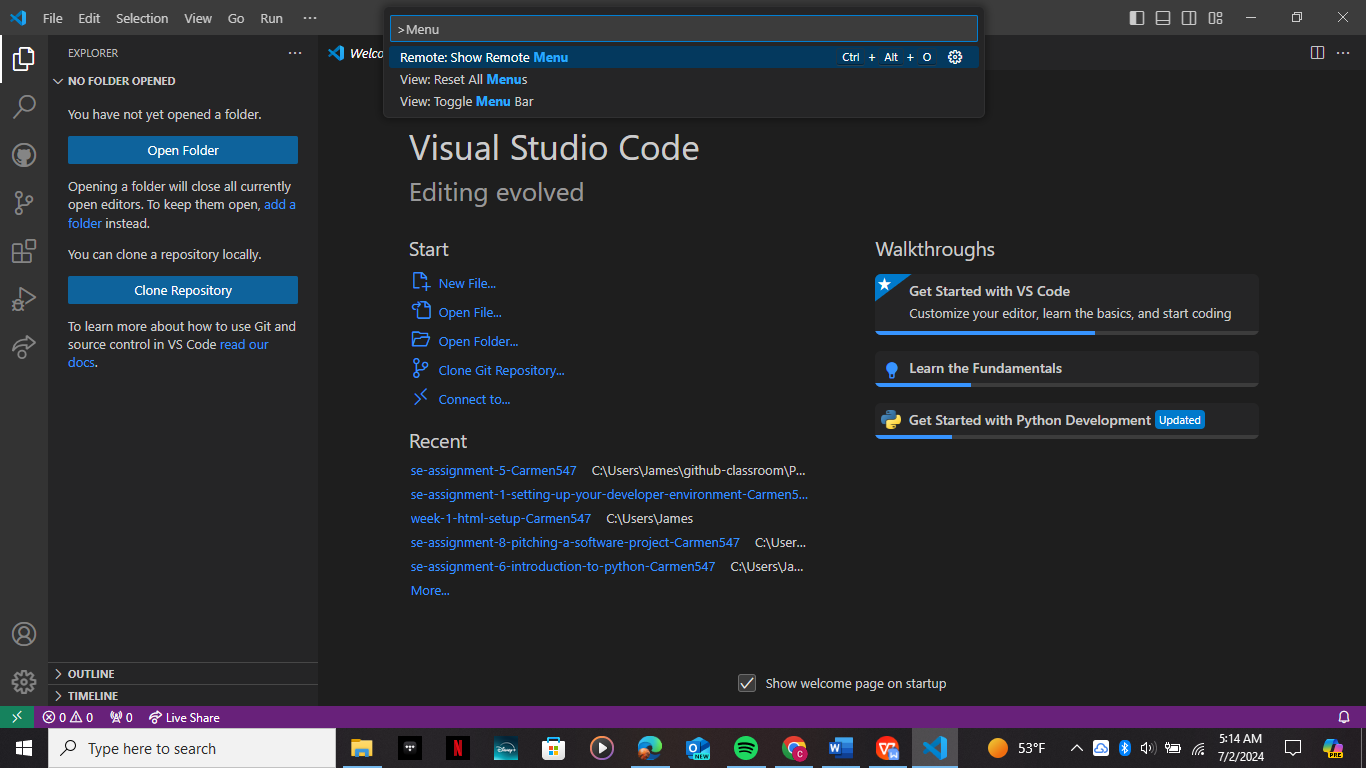 File Edit Selection View Go Run ···
>Menu
Remote: Show Remote Menu Ctrl + Alt + O
View: Reset All Menus
View: Toggle Menu Bar
EXPLORER ···
NO FOLDER OPENED
You have not yet opened a folder.
Open Folder
Opening a folder will close all currently
open editors. To keep them open, add a
folder instead.
You can clone a repository locally.
Clone Repository
To learn more about how to use Git and
source control in VS Code read our
docs.
OUTLINE
TIMELINE
Welco
Visual Studio Code
Editing evolved
Start
New File...
Open File...
Open Folder...
Clone Git Repository...
Connect to...
Recent
se-assignment-5-Carmen547 C:\Users\James\github-classroom\P...
se-assignment-1-setting-up-your-developer-environment-Carmen5...
week-1-html-setup-Carmen547 C:\Users\James
se-assignment-8-pitching-a-software-project-Carmen547 C:\User...
se-assignment-6-introduction-to-python-Carmen547 C:\Users\Ja...
More...
Walkthroughs
Get Started with VS Code
Customize your editor, learn the basics, and start coding
Learn the Fundamentals
Get Started with Python Development Updated
Show welcome page on startup
0 0 0 Live Share
Type here to search
53°F
5:14 AM
7/2/2024